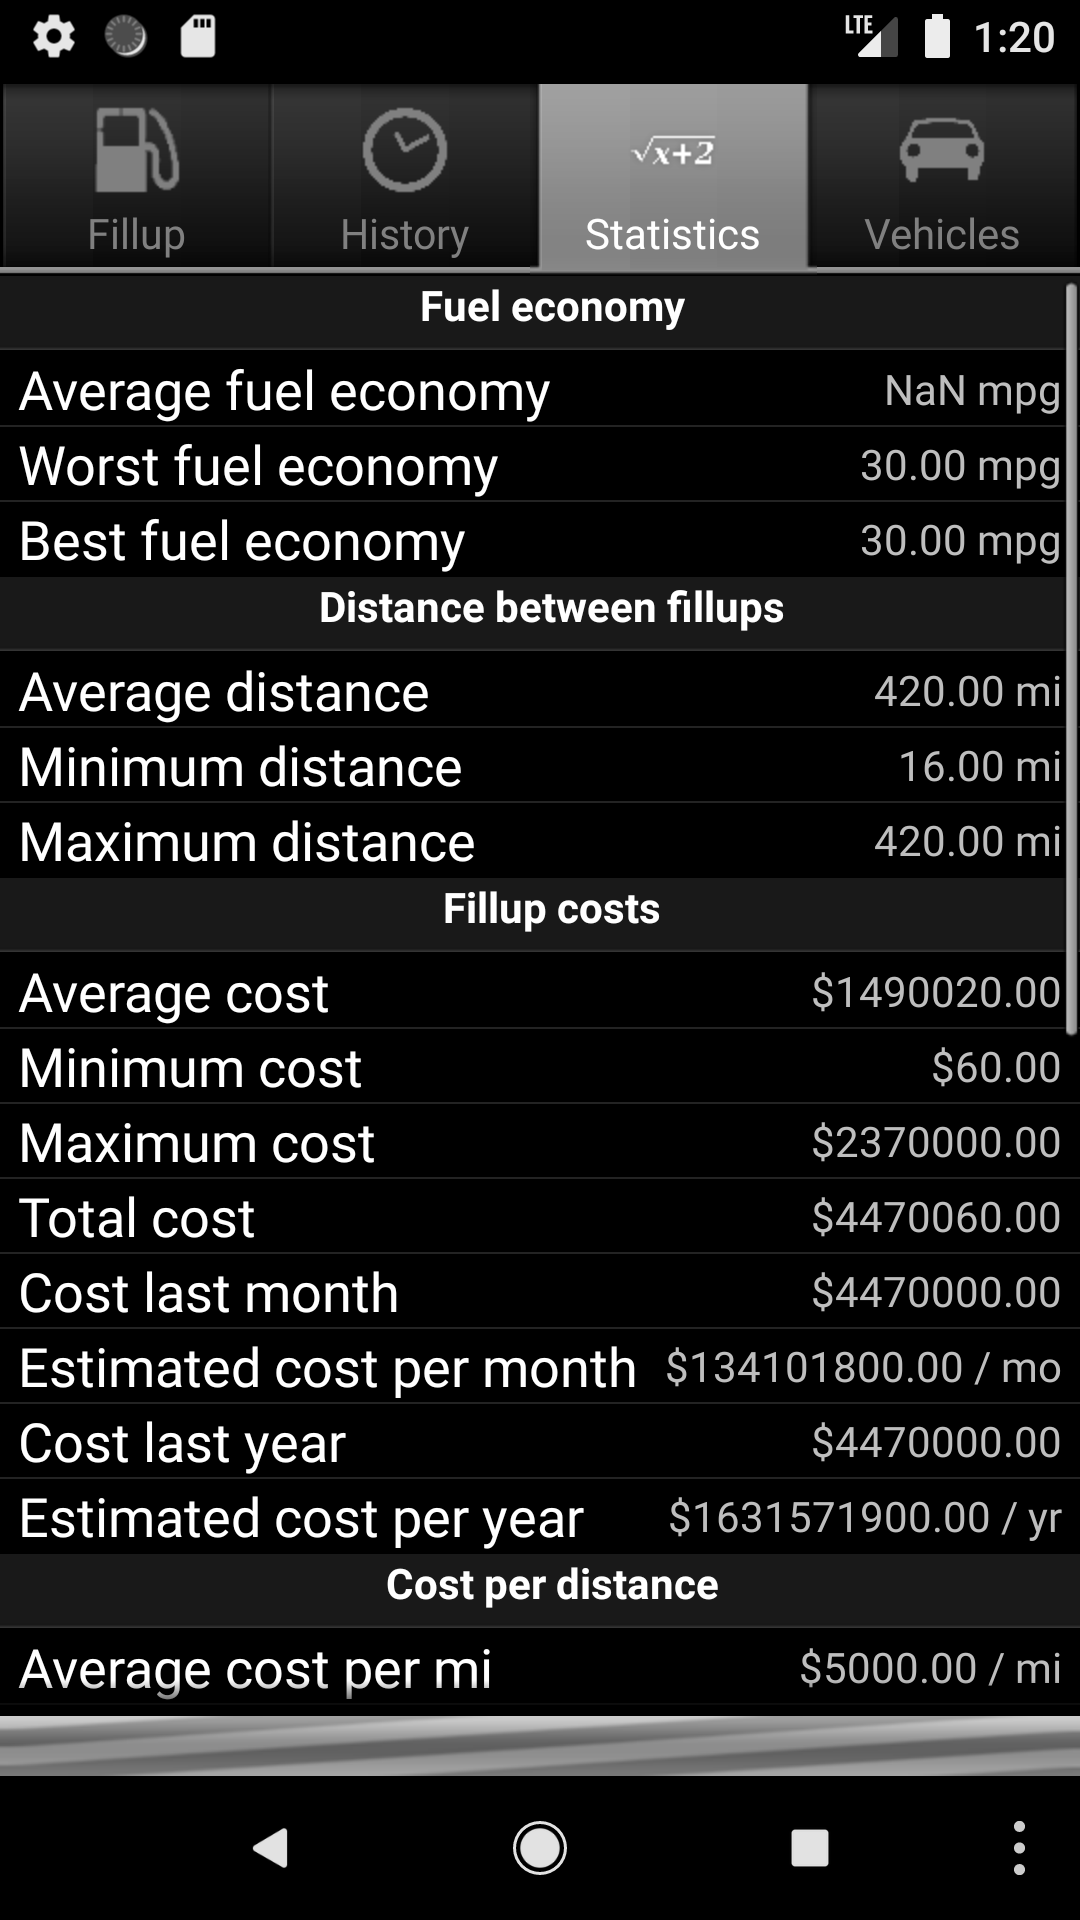 LTE 1:20
√x+2
Fillup History Statistics Vehicles
Fuel economy
Average fuel economy NaN mpg
Worst fuel economy 30.00 mpg
Best fuel economy 30.00 mpg
Distance between fillups
Average distance 420.00 mi
Minimum distance 16.00 mi
Maximum distance 420.00 mi
Fillup costs
Average cost $1490020.00
Minimum cost $60.00
Maximum cost $2370000.00
Total cost $4470060.00
Cost last month $4470000.00
Estimated cost per month $134101800.00 / mo
Cost last year $4470000.00
Estimated cost per year $1631571900.00 / yr
Cost per distance
Average cost per mi $5000.00 / mi